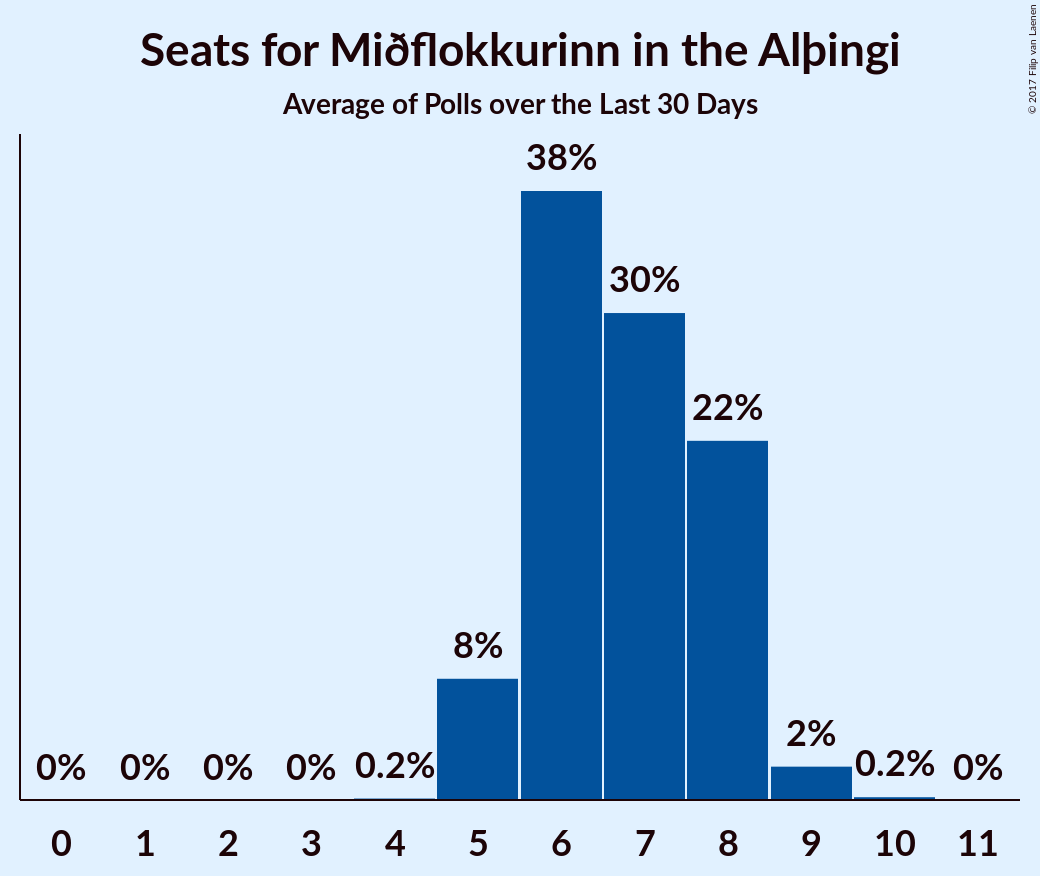 Seats for Miðflokkurinn in the Alþingi
Average of Polls over the Last 30 Days
© 2017 Filip van Laenen
38%
30%
22%
8%
2%
0% 0% 0% 0% 0.2% 0.2% 0%
0 1 2 3 4 5 6 7 8 9 10 11